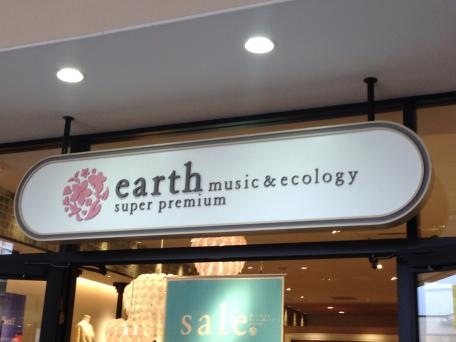 earth music & ecology
super premium
sale.